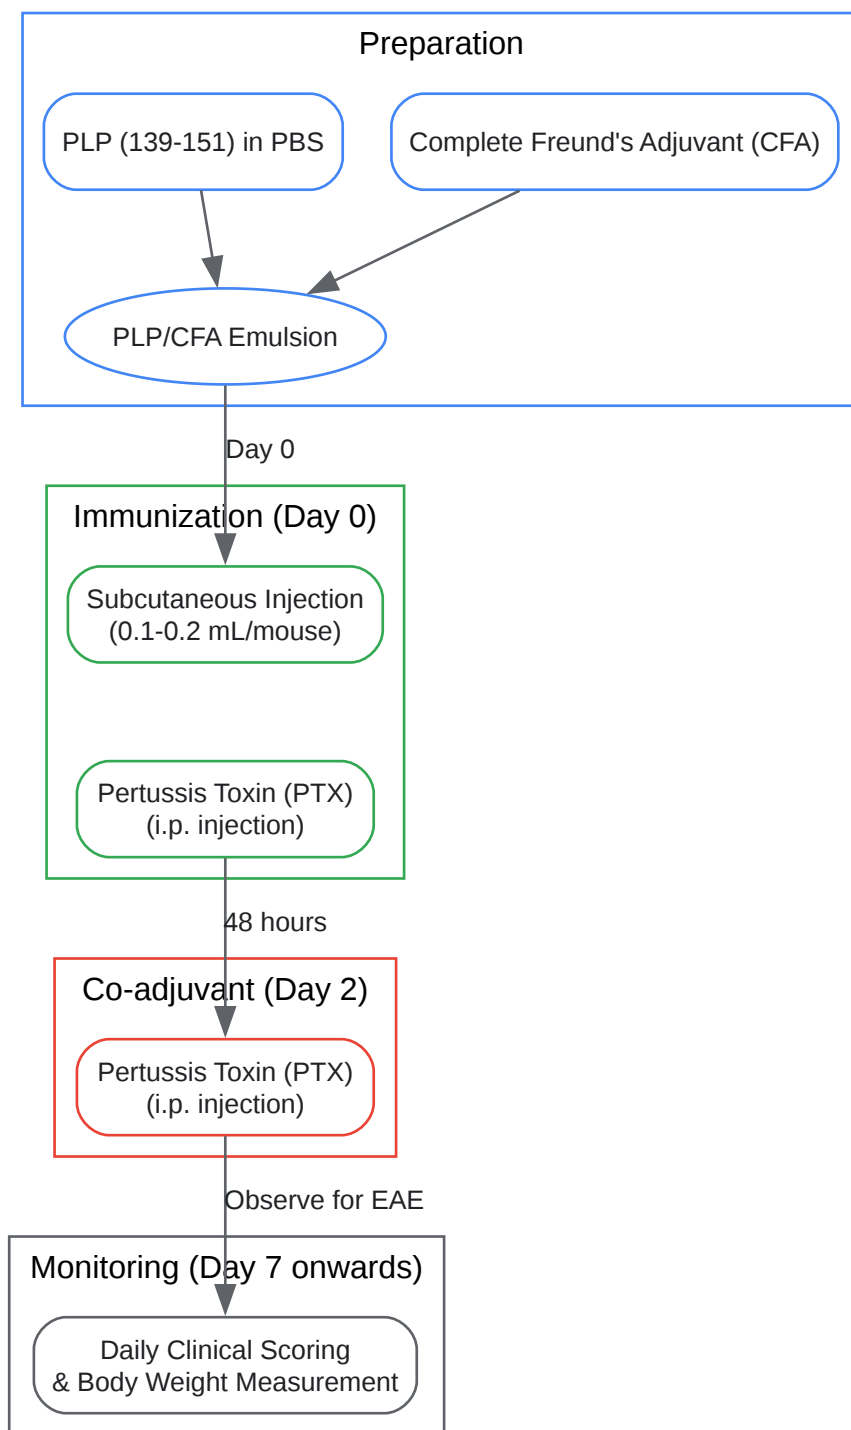 Preparation
PLP (139-151) in PBS
Complete Freund's Adjuvant (CFA)
PLP/CFA Emulsion
Day 0
Immunization (Day 0)
Subcutaneous Injection
(0.1-0.2 mL/mouse)
Pertussis Toxin (PTX)
(i.p. injection)
48 hours
Co-adjuvant (Day 2)
Pertussis Toxin (PTX)
(i.p. injection)
Observe for EAE
Monitoring (Day 7 onwards)
Daily Clinical Scoring
& Body Weight Measurement